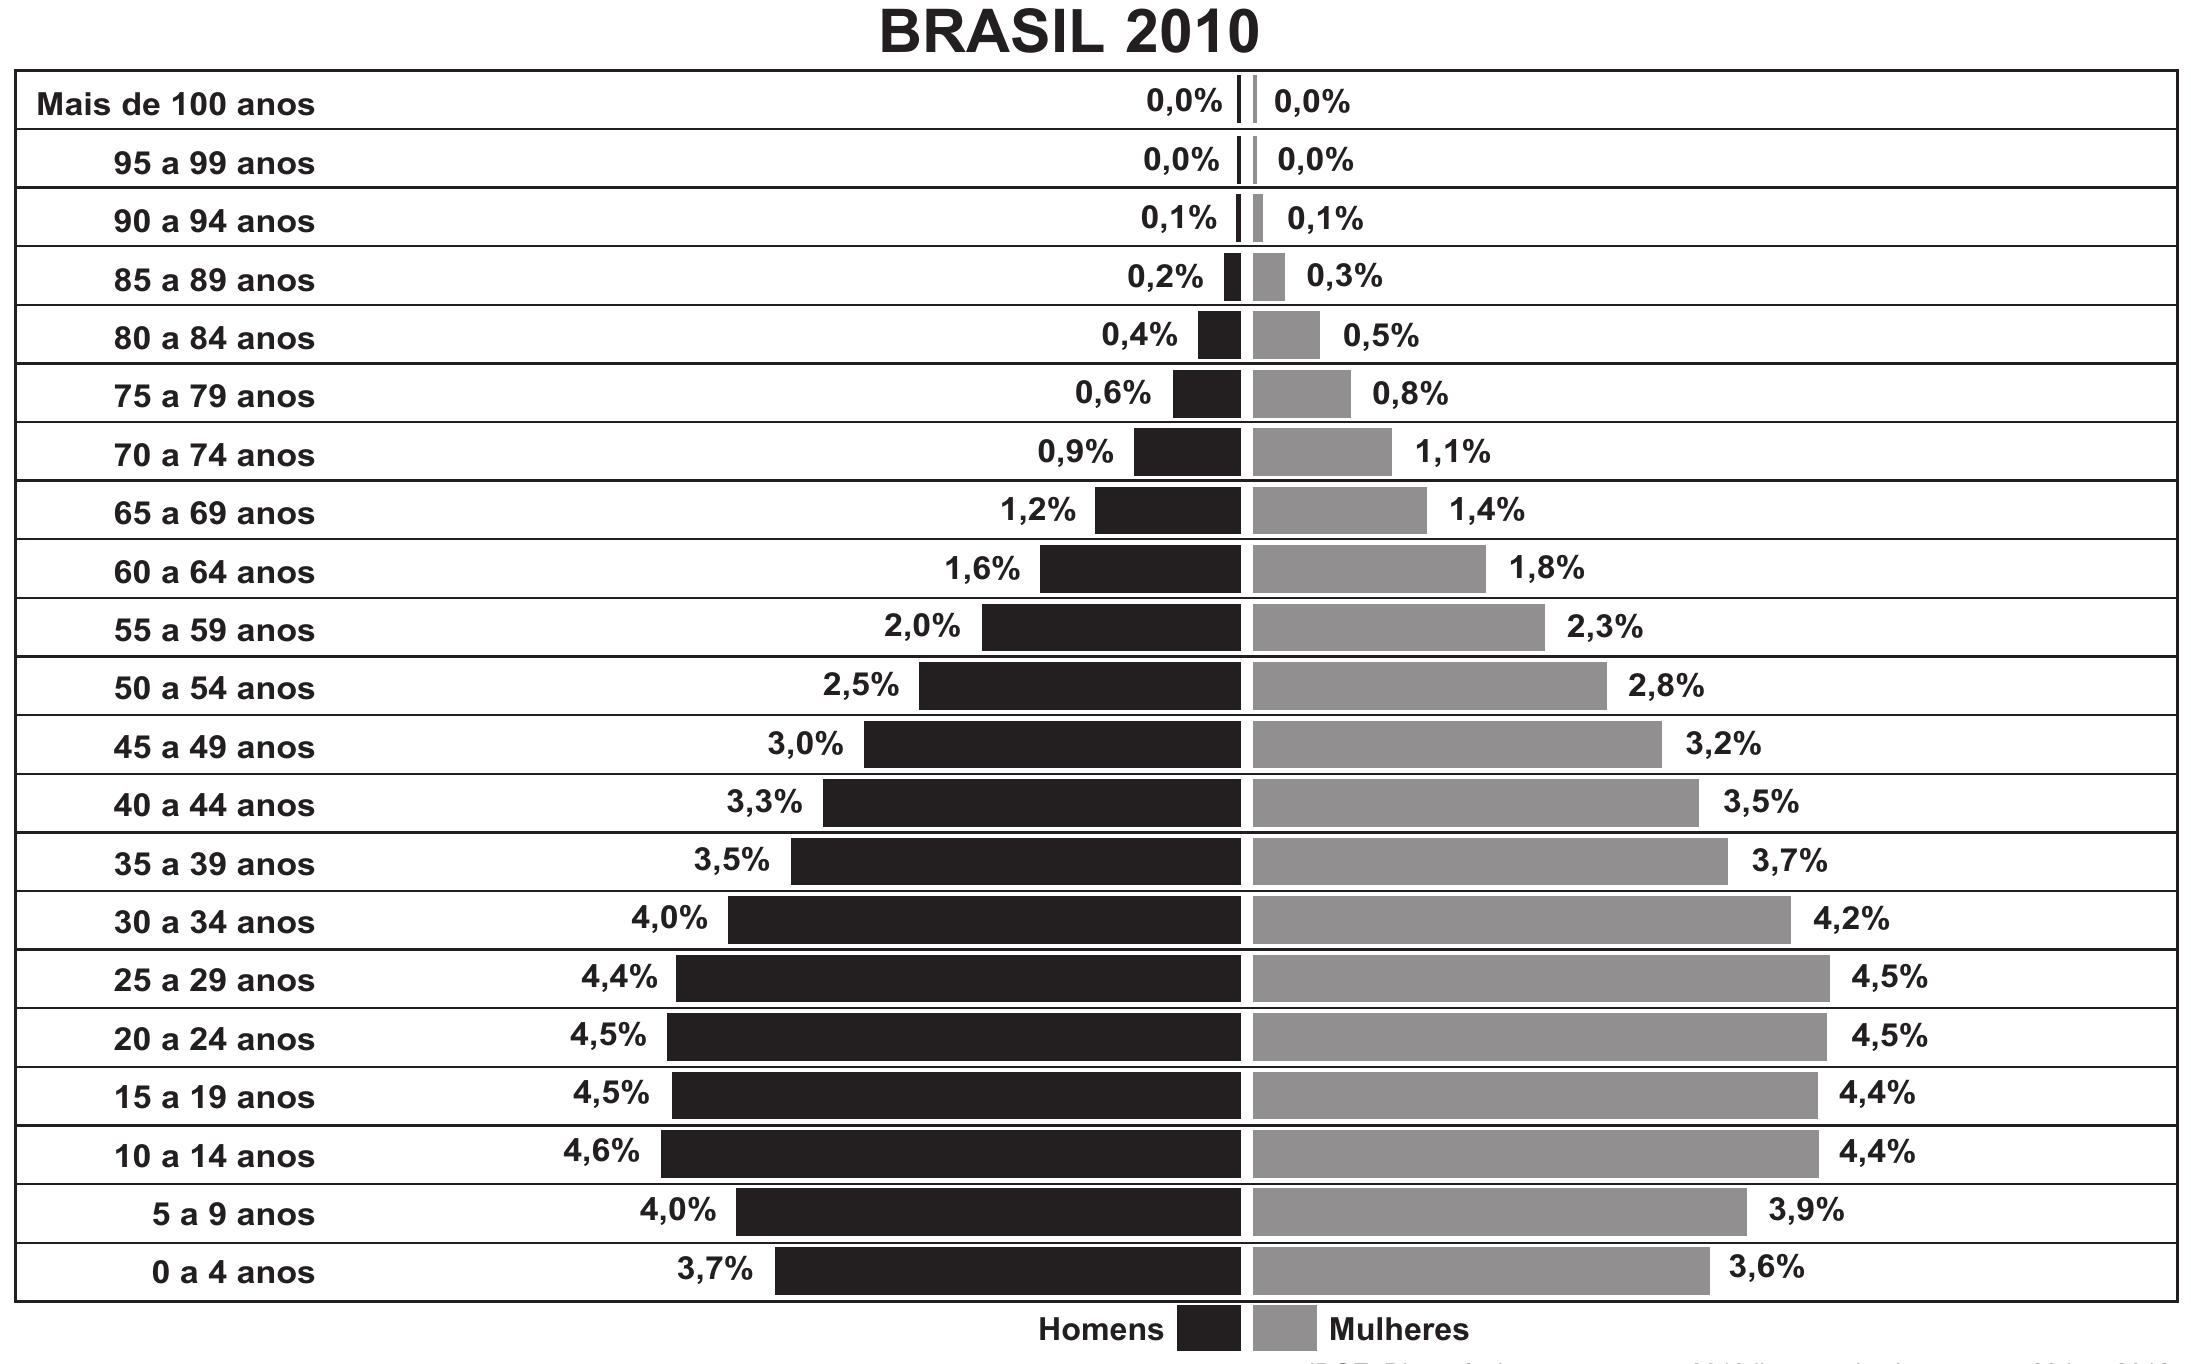 BRASIL 2010
Mais de 100 anos 0,0% 0,0%
95 a 99 anos 0,0% 0,0%
90 a 94 anos 0,1% 0,1%
85 a 89 anos 0,2% 0,3%
80 a 84 anos 0,4% 0,5%
75 a 79 anos 0,6% 0,8%
70 a 74 anos 0,9% 1,1%
65 a 69 anos 1,2% 1,4%
60 a 64 anos 1,6% 1,8%
55 a 59 anos 2,0% 2,3%
50 a 54 anos 2,5% 2,8%
45 a 49 anos 3,0% 3,2%
40 a 44 anos 3,3% 3,5%
35 a 39 anos 3,5% 3,7%
30 a 34 anos 4,0% 4,2%
25 a 29 anos 4,4% 4,5%
20 a 24 anos 4,5% 4,5%
15 a 19 anos 4,5% 4,4%
10 a 14 anos 4,6% 4,4%
5 a 9 anos 4,0% 3,9%
0 a 4 anos 3,7% 3,6%
Homens Mulheres